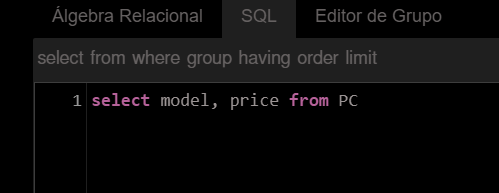 Álgebra Relacional SQL Editor de Grupo
select from where group having order limit
1 select model, price from PC